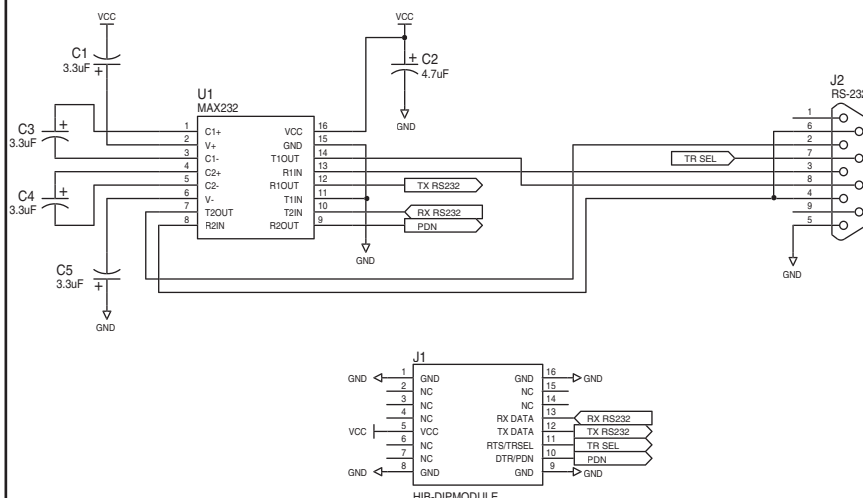 VCC
VCC
C1
3.3uF
+
+
C2
4.7uF
GND
U1
MAX232
C3
3.3uF
+
C4
3.3uF
+
C5
3.3uF
+
GND
1 C1+ VCC 16
2 V+ GND 15
3 C1- T1OUT 14
4 C2+ R1IN 13
5 C2- R1OUT 12
6 V- T1IN 11
7 T2OUT T2IN 10
8 R2IN R2OUT 9
TX RS232
RX RS232
PDN
GND
TR SEL
J2
RS-232
1
6
2
7
3
8
4
9
5
GND
J1
GND 1 GND GND 16 GND
2 NC NC 15
3 NC NC 14
4 NC RX DATA 13 RX RS232
VCC 5 VCC TX DATA 12 TX RS232
6 NC RTS/TRSEL 11 TR SEL
7 NC DTR/PDN 10 PDN
GND 8 GND GND 9 GND
HIB-DIPMODULE